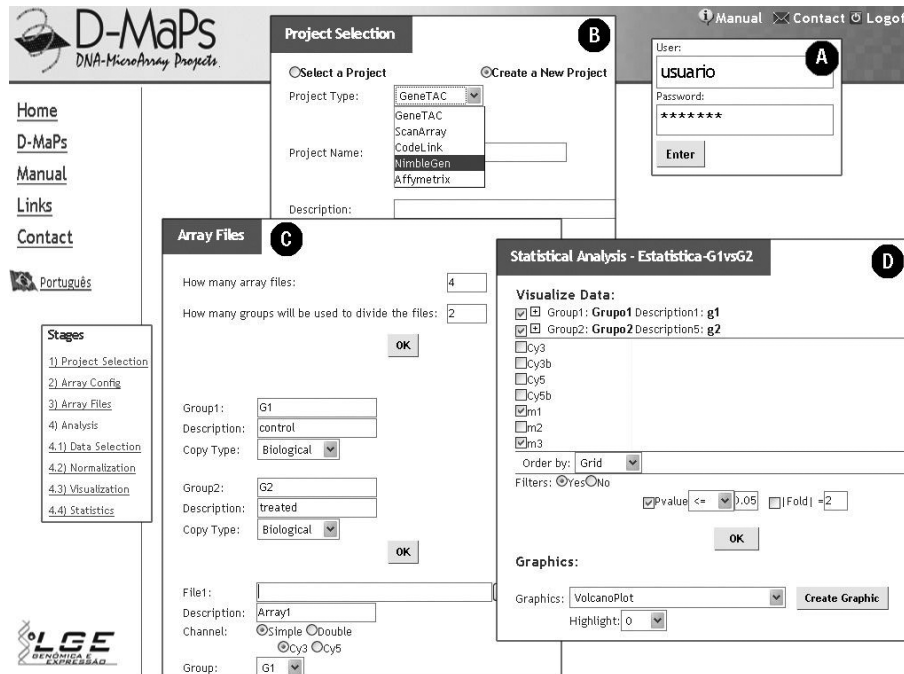 D-MaPs
DNA-MicroArray Projects
Manual Contact Logof
Home
D-MaPs
Manual
Links
Contact
Português
Stages
1) Project Selection
2) Array Config
3) Array Files
4) Analysis
4.1) Data Selection
4.2) Normalization
4.3) Visualization
4.4) Statistics
LGE
GENÔMICA E
EXPRESSÃO
Project Selection
B
Select a Project Create a New Project
Project Type: GeneTAC
GeneTAC
ScanArray
CodeLink
NimbleGen
Affymetrix
Project Name:
Description:
A
User:
usuario
Password:
*******
Enter
Array Files
C
How many array files: 4
How many groups will be used to divide the files: 2
OK
Group1: G1
Description: control
Copy Type: Biological
Group2: G2
Description: treated
Copy Type: Biological
OK
File1:
Description: Array1
Channel: Simple Double
Cy3 Cy5
Group: G1
Statistical Analysis - Estatistica-G1vsG2
D
Visualize Data:
Group1: Grupo1 Description1: g1
Group2: Grupo2 Description5: g2
Cy3
Cy3b
Cy5
Cy5b
m1
m2
m3
Order by: Grid
Filters: Yes No
Pvalue <= 0.05 |Fold| =2
OK
Graphics:
Graphics: VolcanoPlot Create Graphic
Highlight: 0